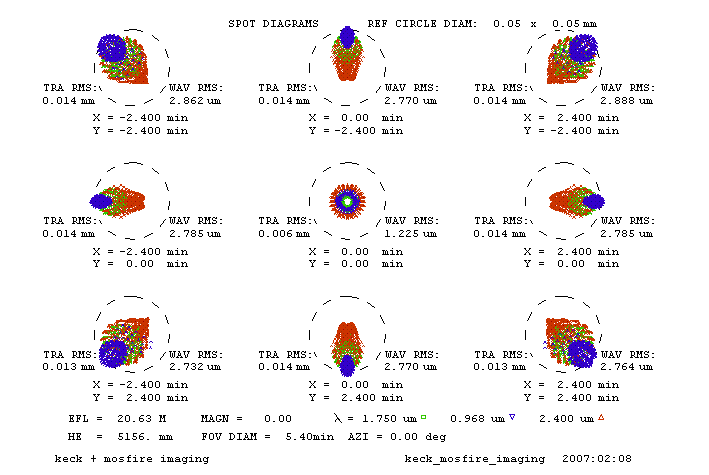 SPOT DIAGRAMS REF CIRCLE DIAM: 0.05 x 0.05 mm
TRA RMS: WAV RMS: TRA RMS: WAV RMS: TRA RMS: WAV RMS:
0.014 mm 2.862 um 0.014 mm 2.770 um 0.014 mm 2.888 um
X = -2.400 min X = 0.00 min X = 2.400 min
Y = -2.400 min Y = -2.400 min Y = -2.400 min
TRA RMS: WAV RMS: TRA RMS: WAV RMS: TRA RMS: WAV RMS:
0.014 mm 2.785 um 0.006 mm 1.225 um 0.014 mm 2.785 um
X = -2.400 min X = 0.00 min X = 2.400 min
Y = 0.00 min Y = 0.00 min Y = 0.00 min
TRA RMS: WAV RMS: TRA RMS: WAV RMS: TRA RMS: WAV RMS:
0.013 mm 2.732 um 0.014 mm 2.770 um 0.013 mm 2.764 um
X = -2.400 min X = 0.00 min X = 2.400 min
Y = 2.400 min Y = 2.400 min Y = 2.400 min
EFL = 20.63 M MAGN = 0.00 λ = 1.750 um 0.968 um 2.400 um
HE = 5156. mm FOV DIAM = 5.40min AZI = 0.00 deg
keck + mosfire imaging keck_mosfire_imaging 2007:02:08